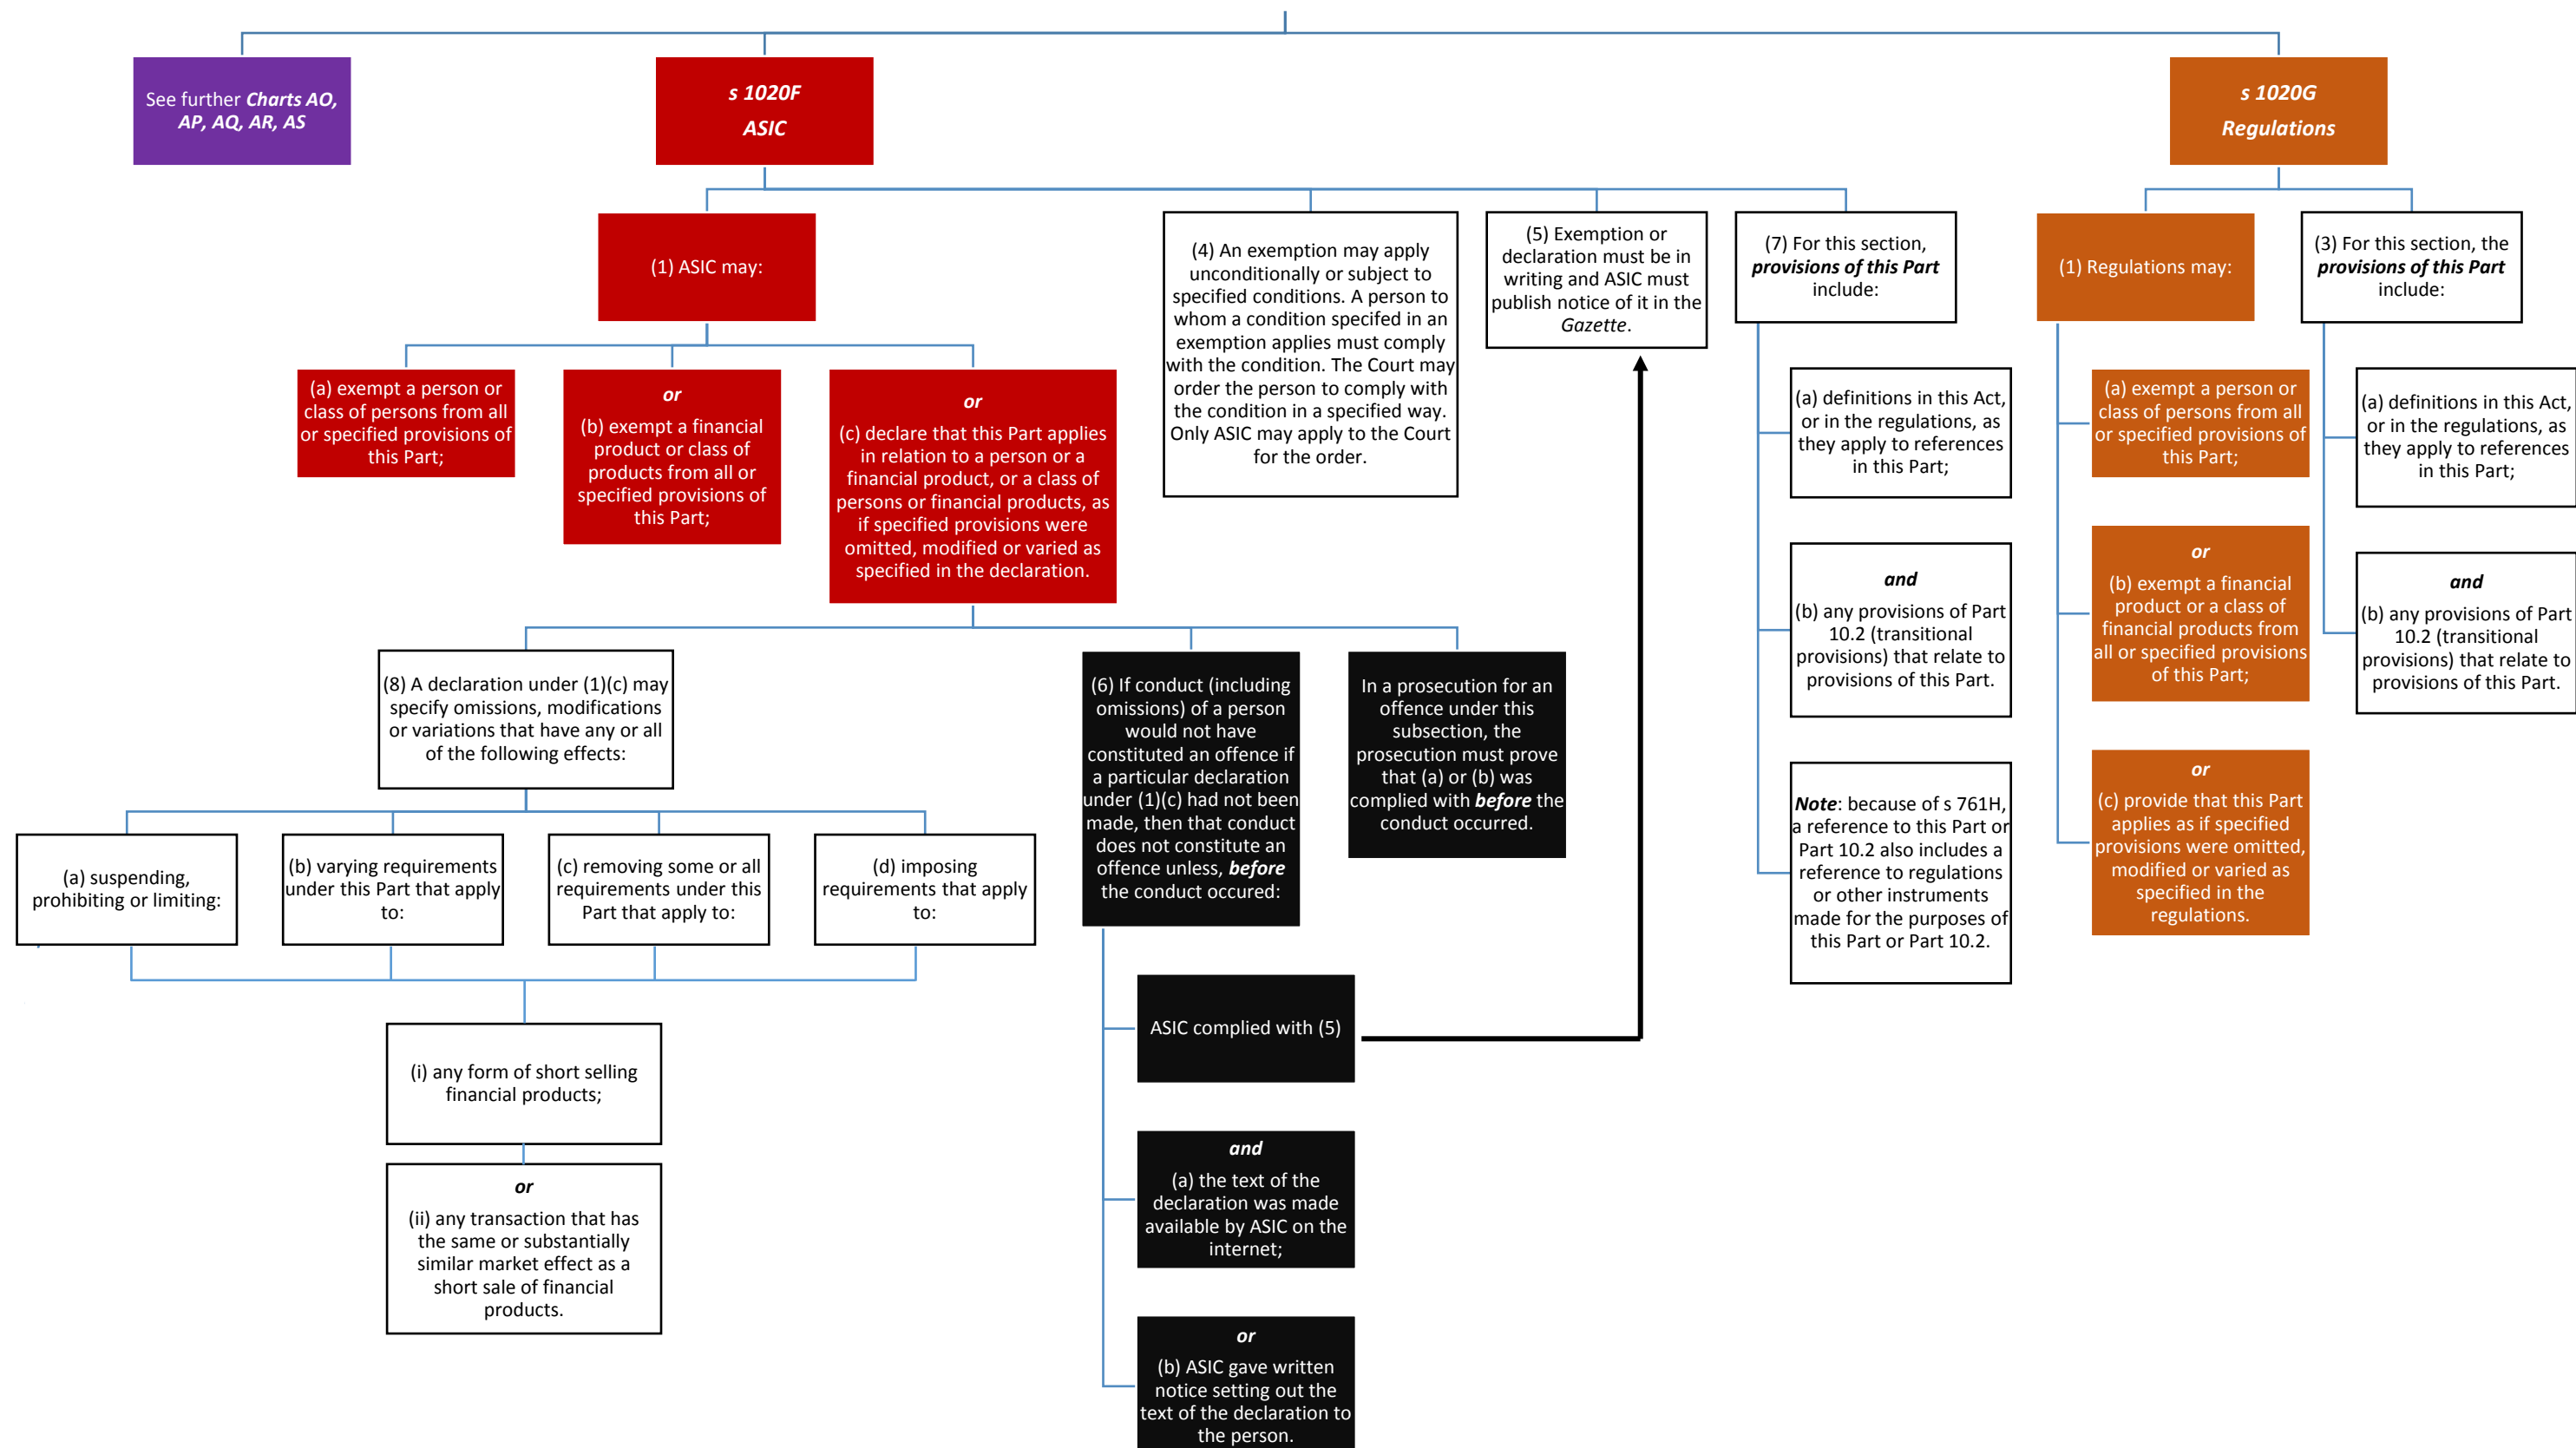 See further Charts AO,
AP, AQ, AR, AS
s 1020F
ASIC
s 1020G
Regulations
(1) ASIC may:
(4) An exemption may apply
unconditionally or subject to
specified conditions. A person to
whom a condition specifed in an
exemption applies must comply
with the condition. The Court may
order the person to comply with
the condition in a specified way.
Only ASIC may apply to the Court
for the order.
(5) Exemption or
declaration must be in
writing and ASIC must
publish notice of it in the
Gazette.
(7) For this section,
provisions of this Part
include:
(1) Regulations may:
(3) For this section, the
provisions of this Part
include:
(a) exempt a person or
class of persons from all
or specified provisions of
this Part;
or
(b) exempt a financial
product or class of
products from all or
specified provisions of
this Part;
or
(c) declare that this Part applies
in relation to a person or a
financial product, or a class of
persons or financial products, as
if specified provisions were
omitted, modified or varied as
specified in the declaration.
(a) definitions in this Act,
or in the regulations, as
they apply to references
in this Part;
and
(b) any provisions of Part
10.2 (transitional
provisions) that relate to
provisions of this Part.
Note: because of s 761H,
a reference to this Part or
Part 10.2 also includes a
reference to regulations
or other instruments
made for the purposes of
this Part or Part 10.2.
(a) exempt a person or
class of persons from all
or specified provisions of
this Part;
or
(b) exempt a financial
product or a class of
financial products from
all or specified provisions
of this Part;
or
(c) provide that this Part
applies as if specified
provisions were omitted,
modified or varied as
specified in the
regulations.
(a) definitions in this Act,
or in the regulations, as
they apply to references
in this Part;
and
(b) any provisions of Part
10.2 (transitional
provisions) that relate to
provisions of this Part.
(8) A declaration under (1)(c) may
specify omissions, modifications
or variations that have any or all
of the following effects:
(6) If conduct (including
omissions) of a person
would not have
constituted an offence if
a particular declaration
under (1)(c) had not been
made, then that conduct
does not constitute an
offence unless, before
the conduct occured:
In a prosecution for an
offence under this
subsection, the
prosecution must prove
that (a) or (b) was
complied with before the
conduct occurred.
(a) suspending,
prohibiting or limiting:
(b) varying requirements
under this Part that apply
to:
(c) removing some or all
requirements under this
Part that apply to:
(d) imposing
requirements that apply
to:
(i) any form of short selling
financial products;
or
(ii) any transaction that has
the same or substantially
similar market effect as a
short sale of financial
products.
ASIC complied with (5)
and
(a) the text of the
declaration was made
available by ASIC on the
internet;
or
(b) ASIC gave written
notice setting out the
text of the declaration to
the person.